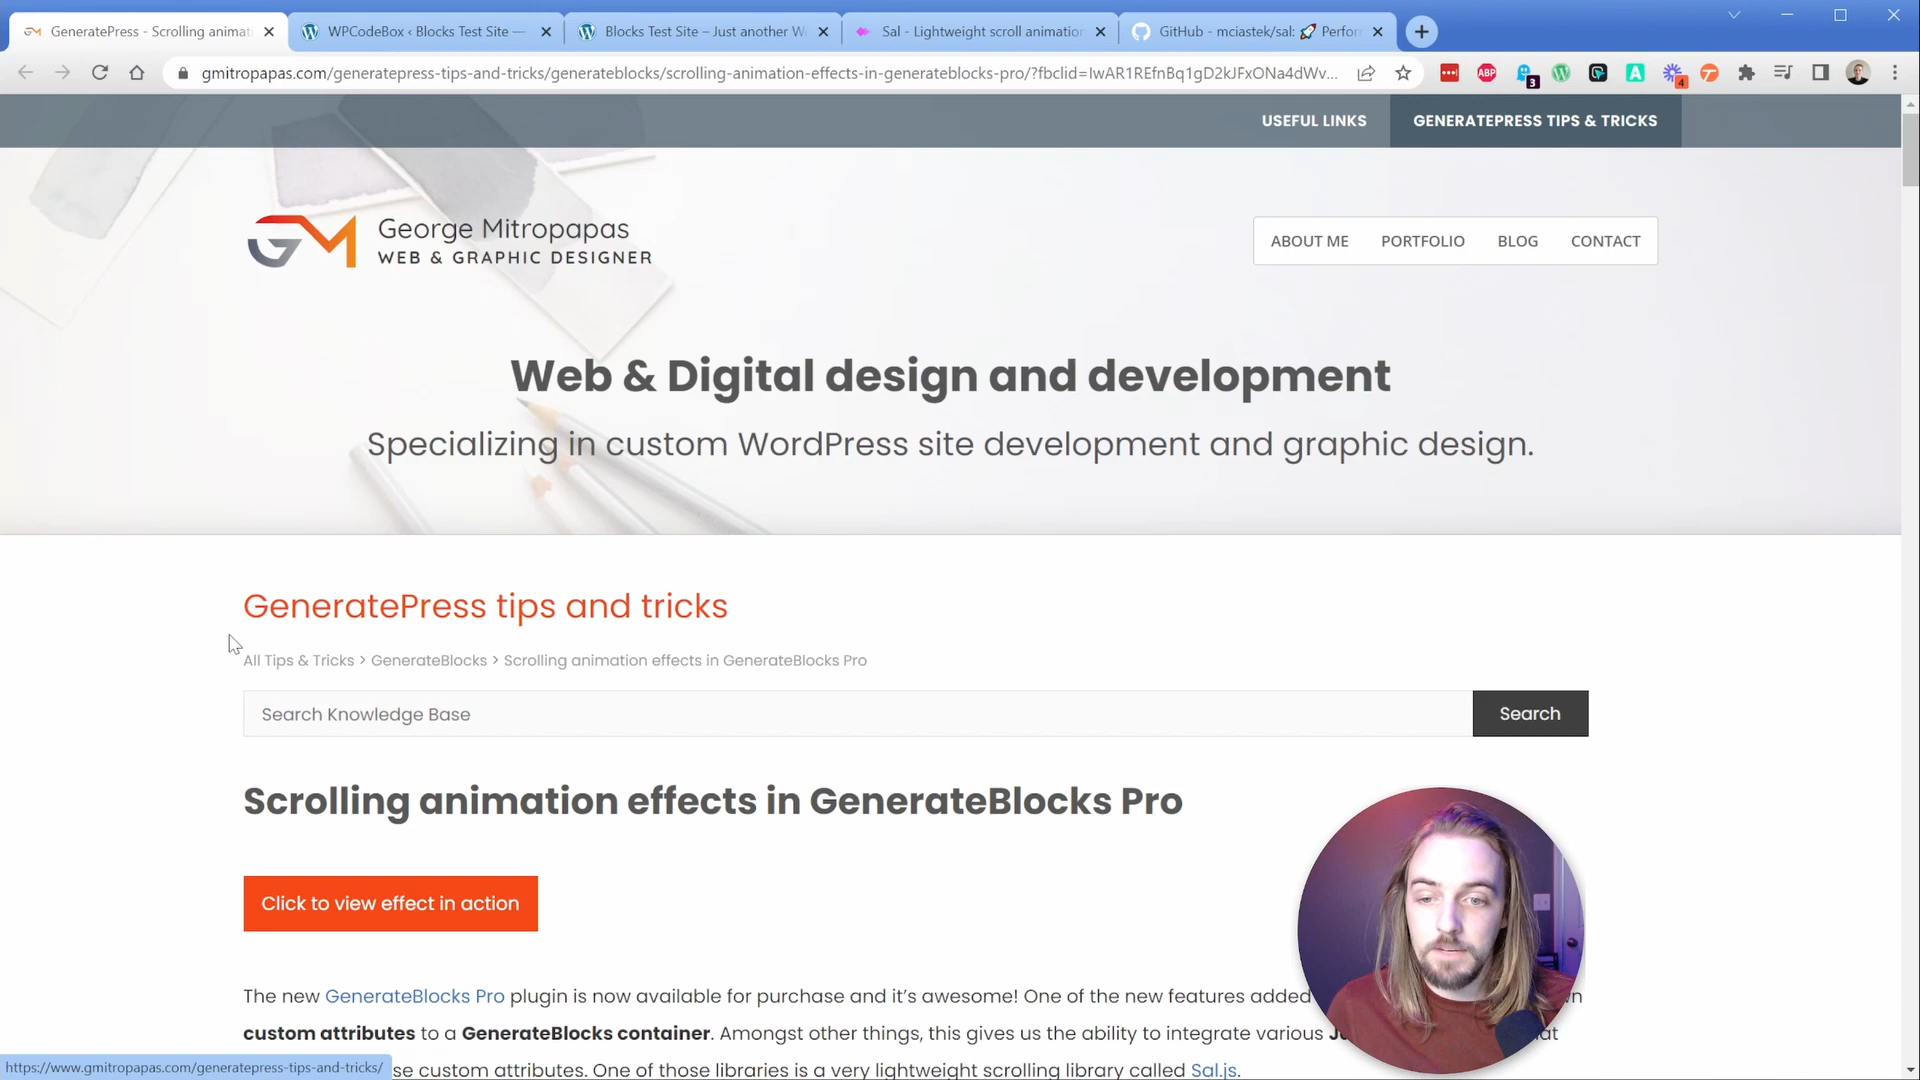 GeneratePress - Scrolling animati
WPCodeBox ‹ Blocks Test Site —
Blocks Test Site – Just another W
Sal - Lightweight scroll animation
GitHub - mciastek/sal: 🚀 Perfor
gmitropapas.com/generatepress-tips-and-tricks/generateblocks/scrolling-animation-effects-in-generateblocks-pro/?fbclid=IwAR1REfnBq1gD2kJFxONa4dWv...
ABP
3
4
USEFUL LINKS
GENERATEPRESS TIPS & TRICKS
George Mitropapas
WEB & GRAPHIC DESIGNER
ABOUT ME
PORTFOLIO
BLOG
CONTACT
Web & Digital design and development
Specializing in custom WordPress site development and graphic design.
GeneratePress tips and tricks
All Tips & Tricks > GenerateBlocks > Scrolling animation effects in GenerateBlocks Pro
Search Knowledge Base
Search
Scrolling animation effects in GenerateBlocks Pro
Click to view effect in action
The new GenerateBlocks Pro plugin is now available for purchase and it's awesome! One of the new features added
custom attributes to a GenerateBlocks container. Amongst other things, this gives us the ability to integrate various
se custom attributes. One of those libraries is a very lightweight scrolling library called Sal.js.
https://www.gmitropapas.com/generatepress-tips-and-tricks/